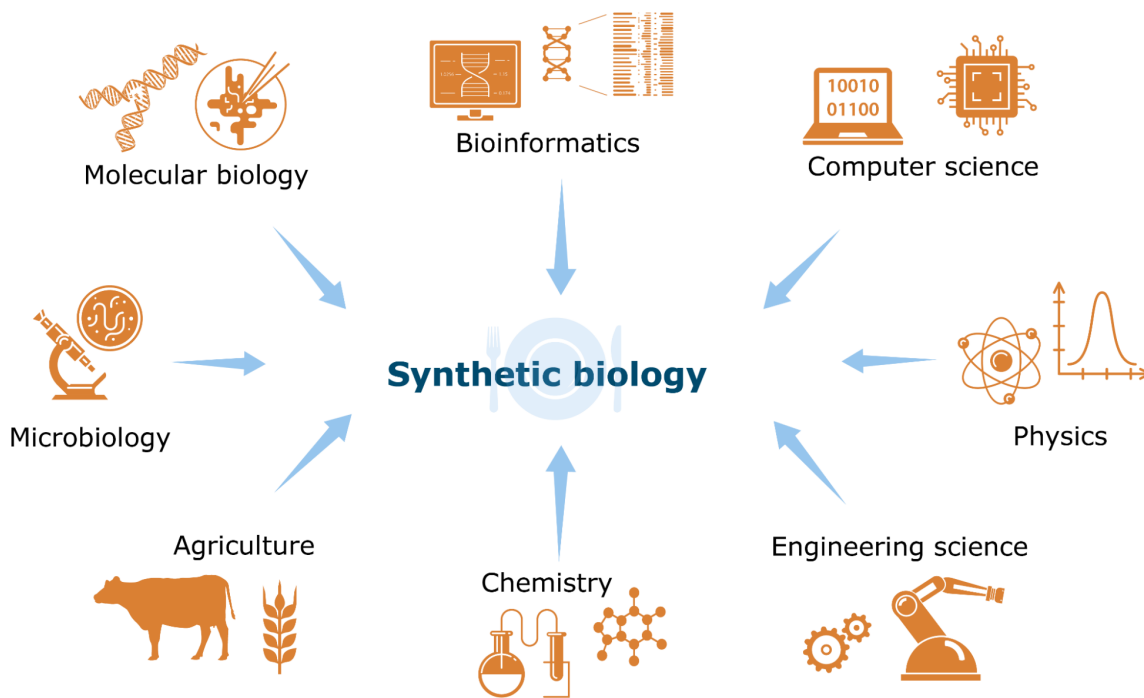 Molecular biology
Bioinformatics
10010
01100
Computer science
Microbiology
Synthetic biology
Physics
Agriculture
Chemistry
Engineering science